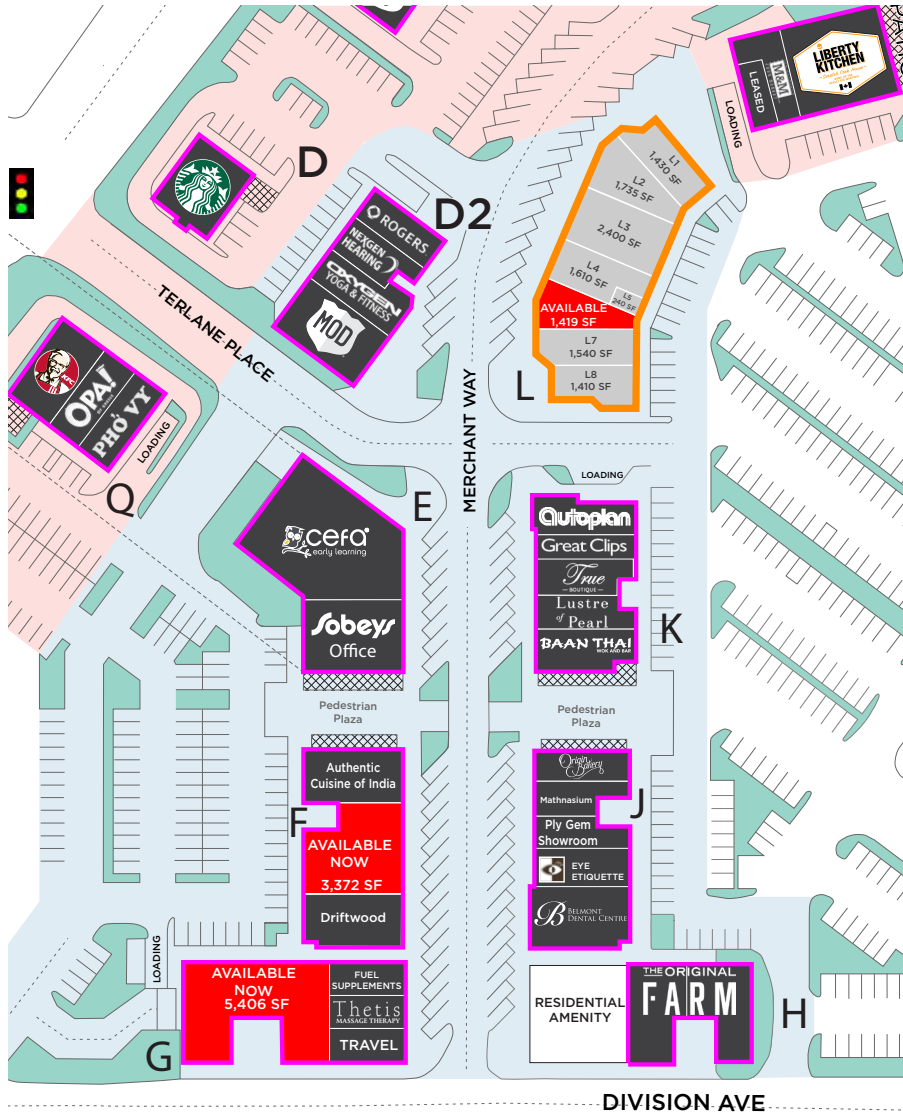 LIBERTY
KITCHEN
M&M
LEASED
LOADING
D
D2
ROGERS
NEXGEN
HEARING
OXYGEN
YOGA & FITNESS
MOD
L1
1,430 SF
L2
1,735 SF
L3
2,400 SF
L4
1,610 SF
L5
240 SF
AVAILABLE
1,419 SF
L7
1,540 SF
L8
1,410 SF
L
TERLANE PLACE
MERCHANT WAY
KFC
OPA!
PHỞ VY
LOADING
Q
E
cefa
early learning
Sobeys
Office
LOADING
autoplan
Great Clips
True
BOUTIQUE
Lustre
of
Pearl
BAAN THAI
WOK AND BAR
K
Pedestrian
Plaza
Pedestrian
Plaza
Authentic
Cuisine of India
F
AVAILABLE
NOW
3,372 SF
Driftwood
Origin
Bakery
Mathnasium
J
Ply Gem
Showroom
EYE
ETIQUETTE
B BELMONT
DENTAL CENTRE
LOADING
AVAILABLE
NOW
5,406 SF
FUEL
SUPPLEMENTS
Thetis
MASSAGE THERAPY
TRAVEL
G
RESIDENTIAL
AMENITY
THE ORIGINAL
FARM
H
DIVISION AVE